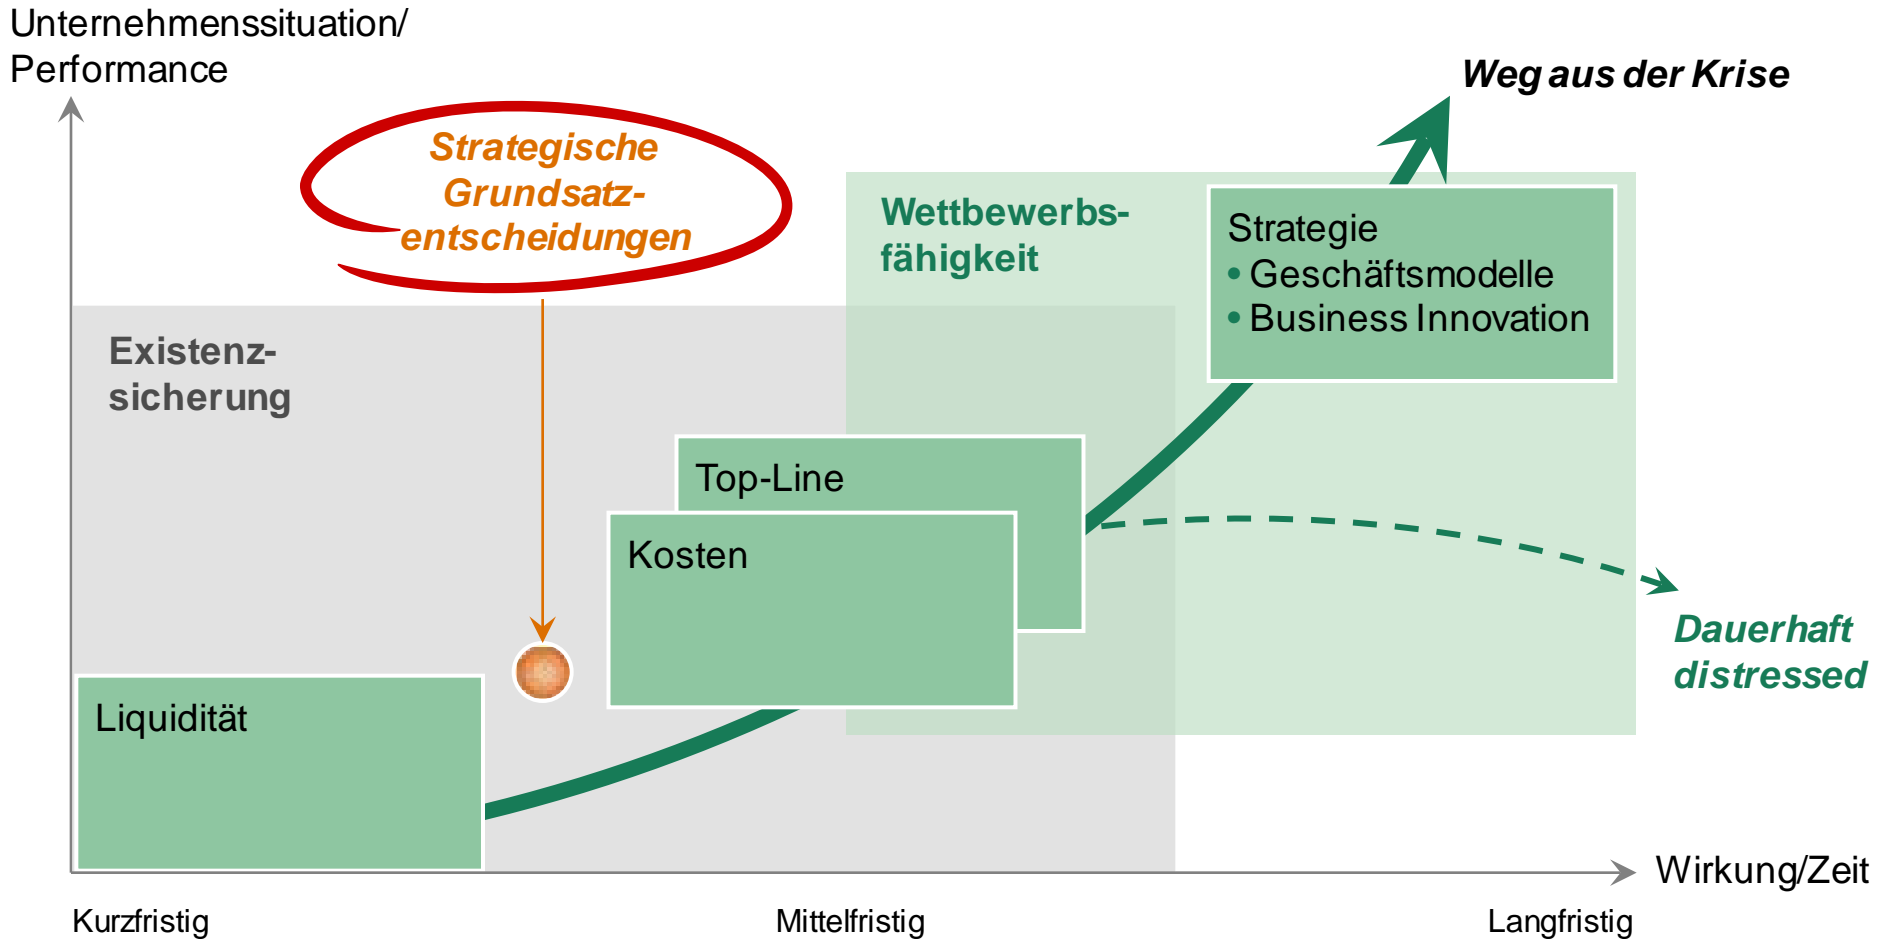 Unternehmenssituation/
Performance
Weg aus der Krise
Strategische
Grundsatz-
entscheidungen
Wettbewerbs-
fähigkeit
Strategie
• Geschäftsmodelle
• Business Innovation
Existenz-
sicherung
Top-Line
Kosten
Dauerhaft
distressed
Liquidität
Wirkung/Zeit
Kurzfristig
Mittelfristig
Langfristig